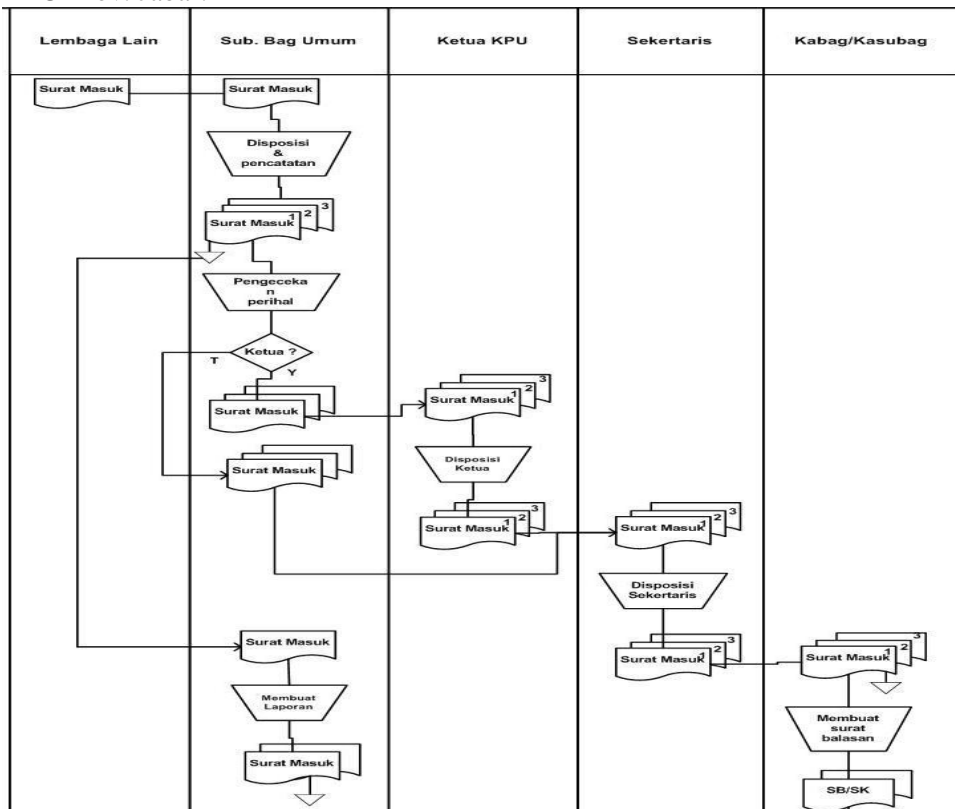 Lembaga Lain
Sub. Bag Umum
Ketua KPU
Sekertaris
Kabag/Kasubag
Surat Masuk
Surat Masuk
Disposisi
&
pencatatan
Surat Masuk 1 2 3
Pengeceka
n
perihal
Ketua ?
T
Y
Surat Masuk
Surat Masuk 1 2 3
Surat Masuk
Disposisi
Ketua
Surat Masuk 1 2 3
Surat Masuk 1 2 3
Disposisi
Sekertaris
Surat Masuk
Surat Masuk 1 2 3
Surat Masuk 1 2 3
Membuat
Laporan
Membuat
surat
balasan
Surat Masuk
SB/SK